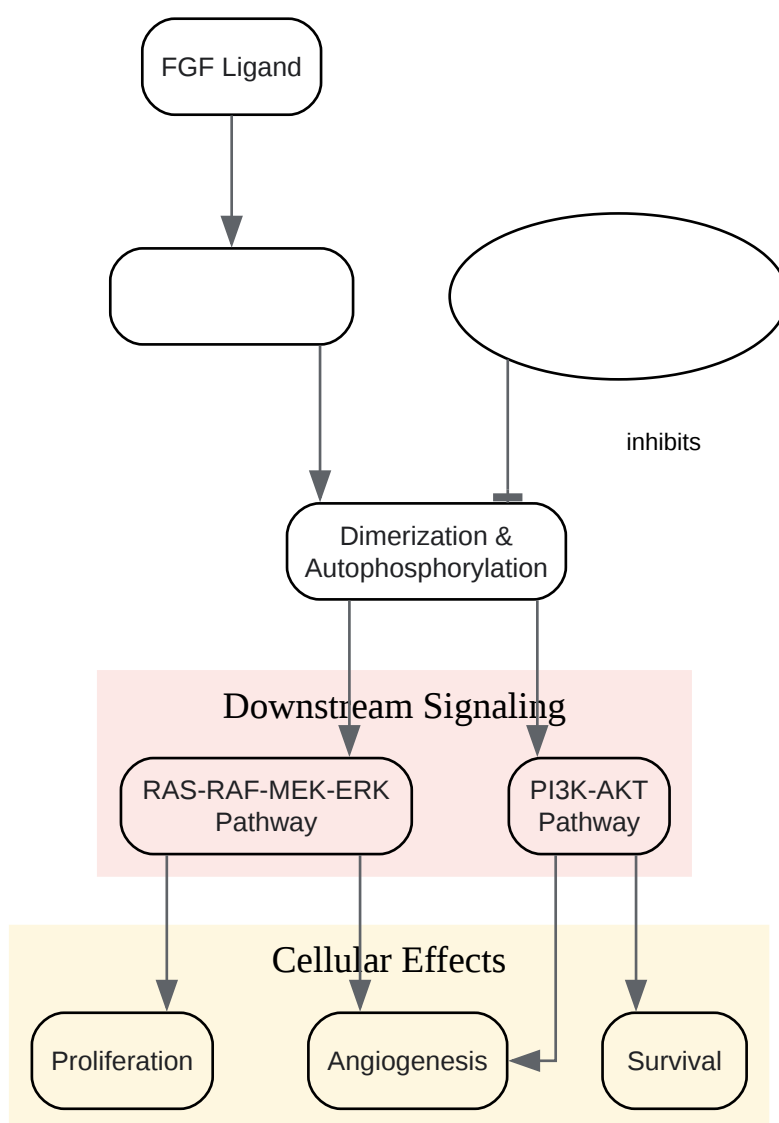 FGF Ligand
inhibits
Dimerization &
Autophosphorylation
Downstream Signaling
RAS-RAF-MEK-ERK
Pathway
PI3K-AKT
Pathway
Cellular Effects
Proliferation
Angiogenesis
Survival